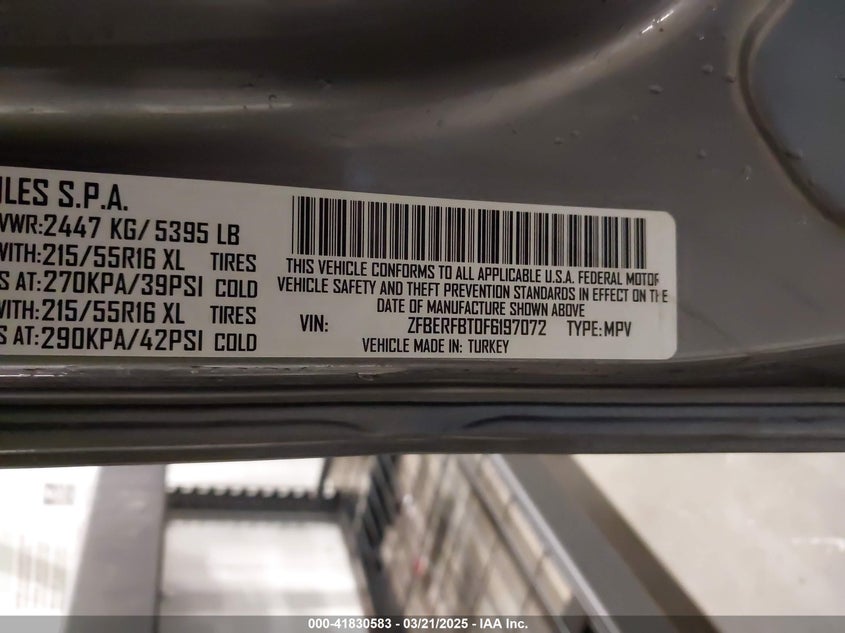 ILES S.P.A.
VWR:2447 KG/ 5395 LB
WITH:215/55R16 XL TIRES
S AT:270KPA/39PSI COLD
WITH:215/55R16 XL TIRES
S AT:290KPA/42PSI COLD
THIS VEHICLE CONFORMS TO ALL APPLICABLE U.S.A. FEDERAL MOTOR
VEHICLE SAFETY AND THEFT PREVENTION STANDARDS IN EFFECT ON THE
DATE OF MANUFACTURE SHOWN ABOVE
VIN: ZFBERFBT0F6197072 TYPE:MPV
VEHICLE MADE IN: TURKEY
000-41830583 - 03/21/2025 - IAA Inc.